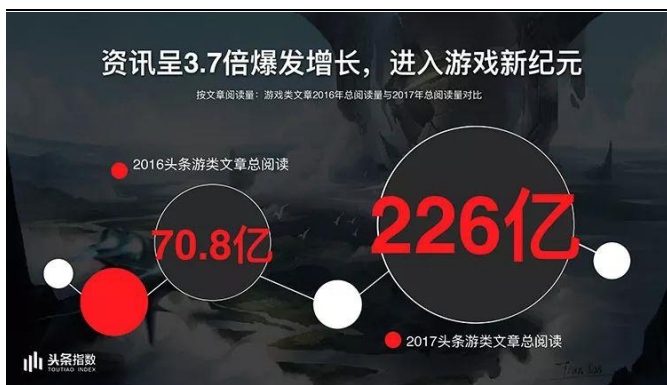 资讯呈3.7倍爆发增长，进入游戏新纪元
按文章阅读量：游戏类文章2016年总阅读量与2017年总阅读量对比
2016头条游类文章总阅读
70.8亿
226亿
2017头条游类文章总阅读
头条指数
TOUTIAO INDEX